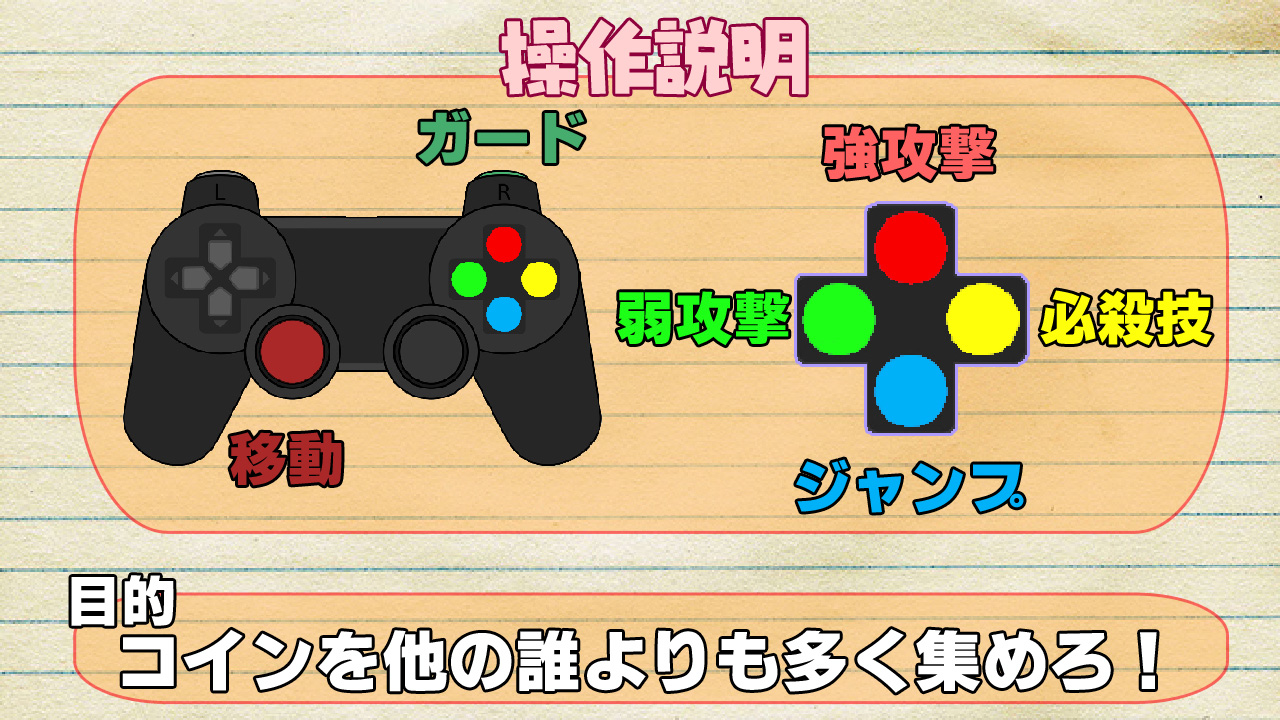 操作説明
ガード
強攻撃
L
R
弱攻撃
必殺技
移動
ジャンプ
目的
コインを他の誰よりも多く集めろ！